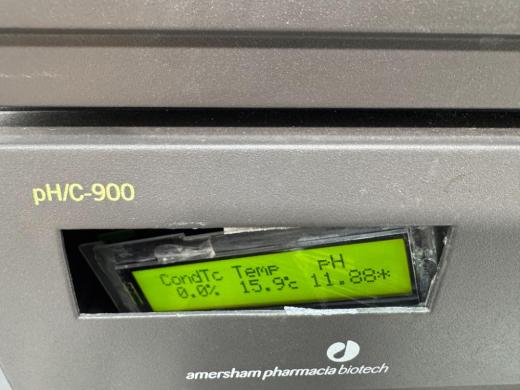 pH/C-900
CondTc Temp pH
0.0% 15.9°c 11.88*
amersham pharmacia biotech